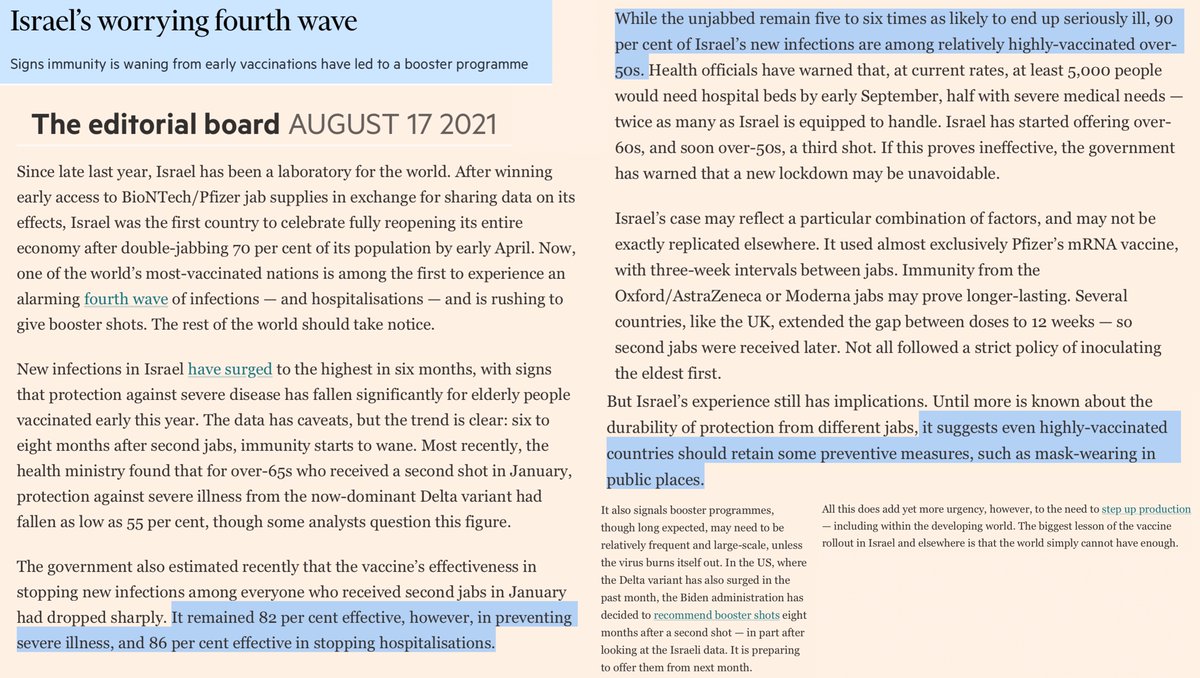 Israel's worrying fourth wave
Signs immunity is waning from early vaccinations have led to a booster programme
The editorial board AUGUST 17 2021
Since late last year, Israel has been a laboratory for the world. After winning
early access to BioNTech/Pfizer jab supplies in exchange for sharing data on its
effects, Israel was the first country to celebrate fully reopening its entire
economy after double-jabbing 70 per cent of its population by early April. Now,
one of the world's most-vaccinated nations is among the first to experience an
alarming fourth wave of infections — and hospitalisations — and is rushing to
give booster shots. The rest of the world should take notice.
New infections in Israel have surged to the highest in six months, with signs
that protection against severe disease has fallen significantly for elderly people
vaccinated early this year. The data has caveats, but the trend is clear: six to
eight months after second jabs, immunity starts to wane. Most recently, the
health ministry found that for over-65s who received a second shot in January,
protection against severe illness from the now-dominant Delta variant had
fallen as low as 55 per cent, though some analysts question this figure.
The government also estimated recently that the vaccine's effectiveness in
stopping new infections among everyone who received second jabs in January
had dropped sharply. It remained 82 per cent effective, however, in preventing
severe illness, and 86 per cent effective in stopping hospitalisations.
While the unjabbed remain five to six times as likely to end up seriously ill, 90
per cent of Israel's new infections are among relatively highly-vaccinated over-
50s. Health officials have warned that, at current rates, at least 5,000 people
would need hospital beds by early September, half with severe medical needs —
twice as many as Israel is equipped to handle. Israel has started offering over-
60s, and soon over-50s, a third shot. If this proves ineffective, the government
has warned that a new lockdown may be unavoidable.
Israel's case may reflect a particular combination of factors, and may not be
exactly replicated elsewhere. It used almost exclusively Pfizer's mRNA vaccine,
with three-week intervals between jabs. Immunity from the
Oxford/AstraZeneca or Moderna jabs may prove longer-lasting. Several
countries, like the UK, extended the gap between doses to 12 weeks — so
second jabs were received later. Not all followed a strict policy of inoculating
the eldest first.
But Israel's experience still has implications. Until more is known about the
durability of protection from different jabs, it suggests even highly-vaccinated
countries should retain some preventive measures, such as mask-wearing in
public places.
It also signals booster programmes,
though long expected, may need to be
relatively frequent and large-scale, unless
the virus burns itself out. In the US, where
the Delta variant has also surged in the
past month, the Biden administration has
decided to recommend booster shots eight
months after a second shot — in part after
looking at the Israeli data. It is preparing
to offer them from next month.
All this does add yet more urgency, however, to the need to step up production
— including within the developing world. The biggest lesson of the vaccine
rollout in Israel and elsewhere is that the world simply cannot have enough.